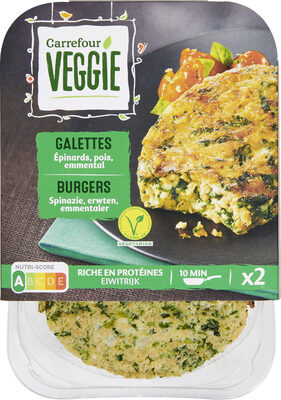 Carrefour
VEGGIE
GALETTES
Épinards, pois,
emmental
BURGERS
Spinazie, erwten,
emmentaler
VEGETARIAN
NUTRI-SCORE
A B C D E
RICHE EN PROTÉINES
EIWITRIJK
10 MIN
x2